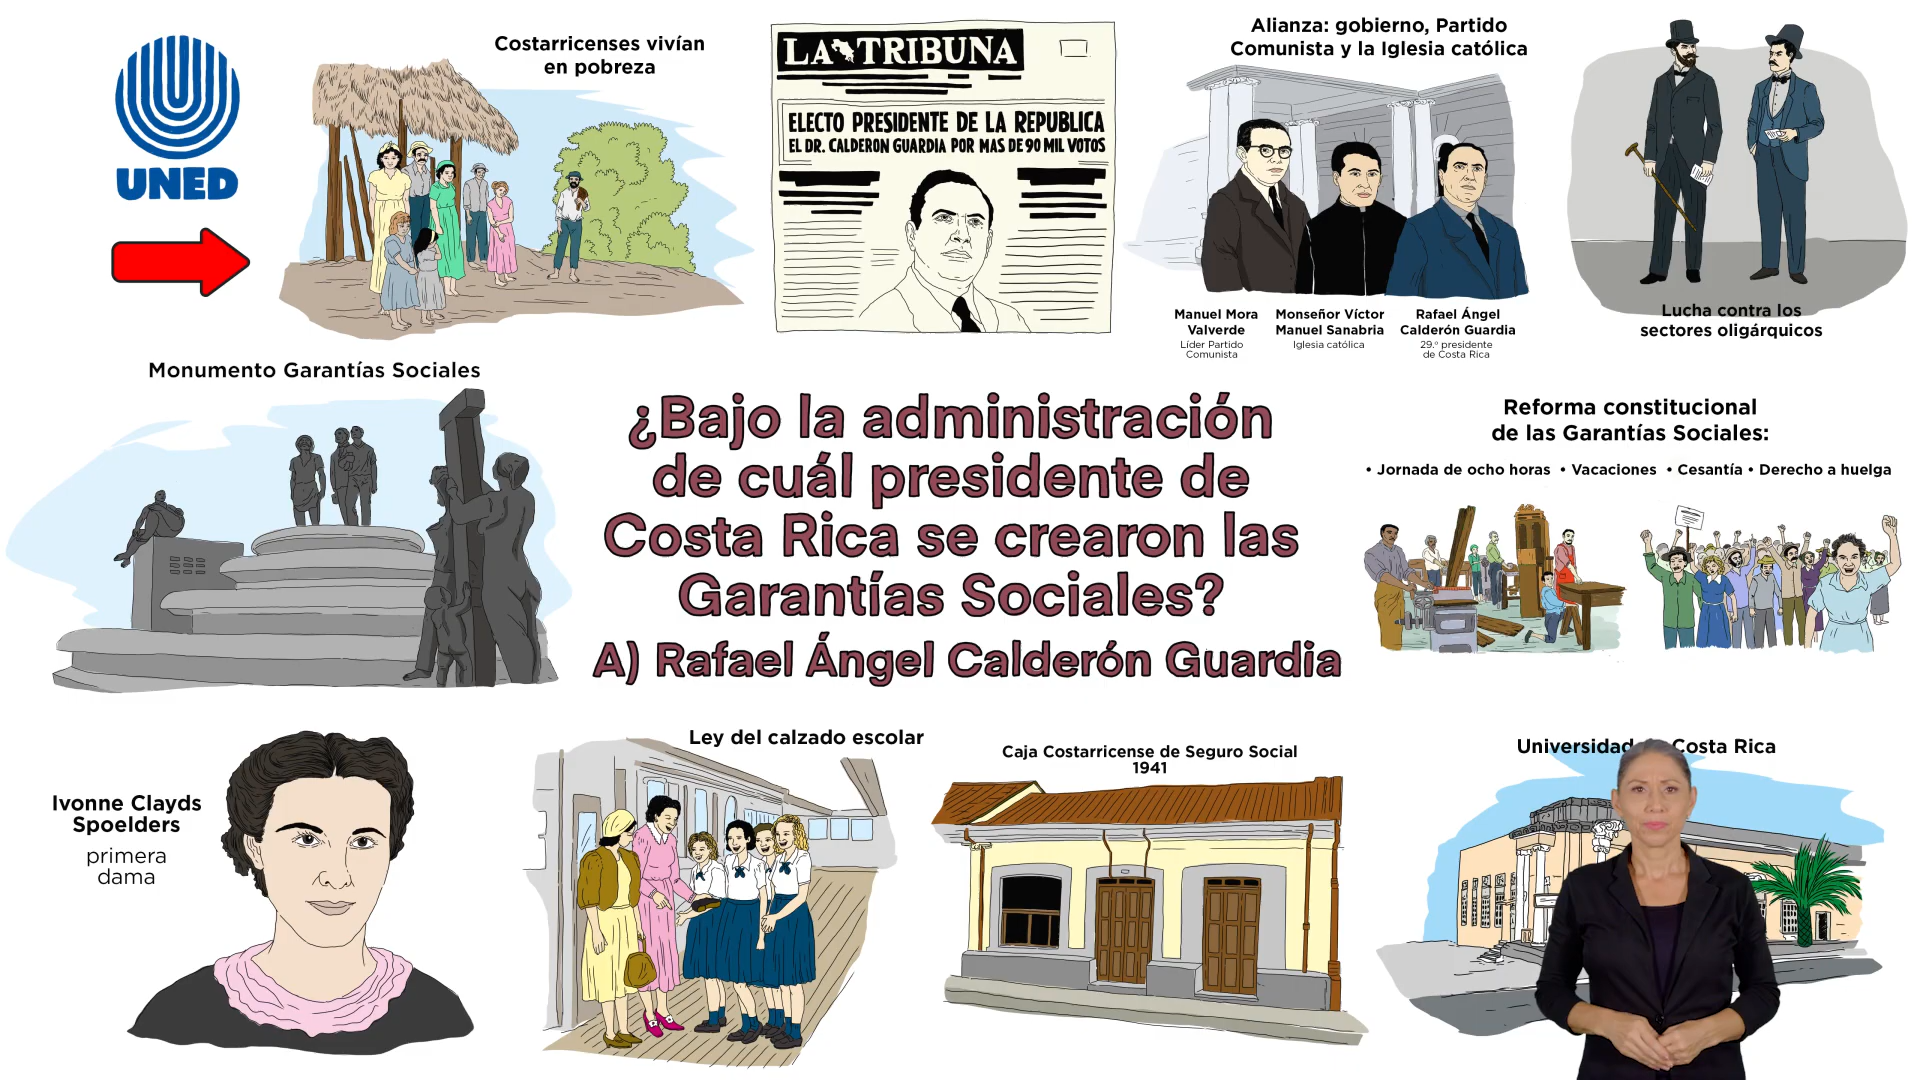 UNED
Costarricenses vivían
en pobreza
LA TRIBUNA
ELECTO PRESIDENTE DE LA REPUBLICA
EL DR. CALDERON GUARDIA POR MAS DE 90 MIL VOTOS
Alianza: gobierno, Partido
Comunista y la Iglesia católica
Manuel Mora
Valverde
Líder Partido
Comunista
Monseñor Víctor
Manuel Sanabria
Iglesia católica
Rafael Ángel
Calderón Guardia
29.º presidente
de Costa Rica
Lucha contra los
sectores oligárquicos
Monumento Garantías Sociales
¿Bajo la administración
de cuál presidente de
Costa Rica se crearon las
Garantías Sociales?
A) Rafael Ángel Calderón Guardia
Reforma constitucional
de las Garantías Sociales:
• Jornada de ocho horas • Vacaciones • Cesantía • Derecho a huelga
Ivonne Clayds
Spoelders
primera
dama
Ley del calzado escolar
Caja Costarricense de Seguro Social
1941
Universidad Costa Rica